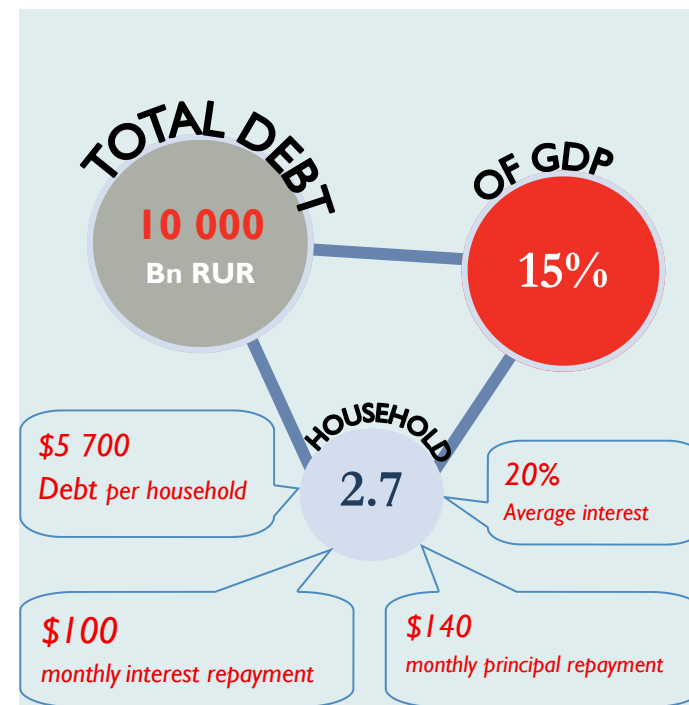 TOTAL DEBT
10 000
Bn RUR
OF GDP
15%
HOUSEHOLD
2.7
$5 700
Debt per household
20%
Average interest
$100
monthly interest repayment
$140
monthly principal repayment